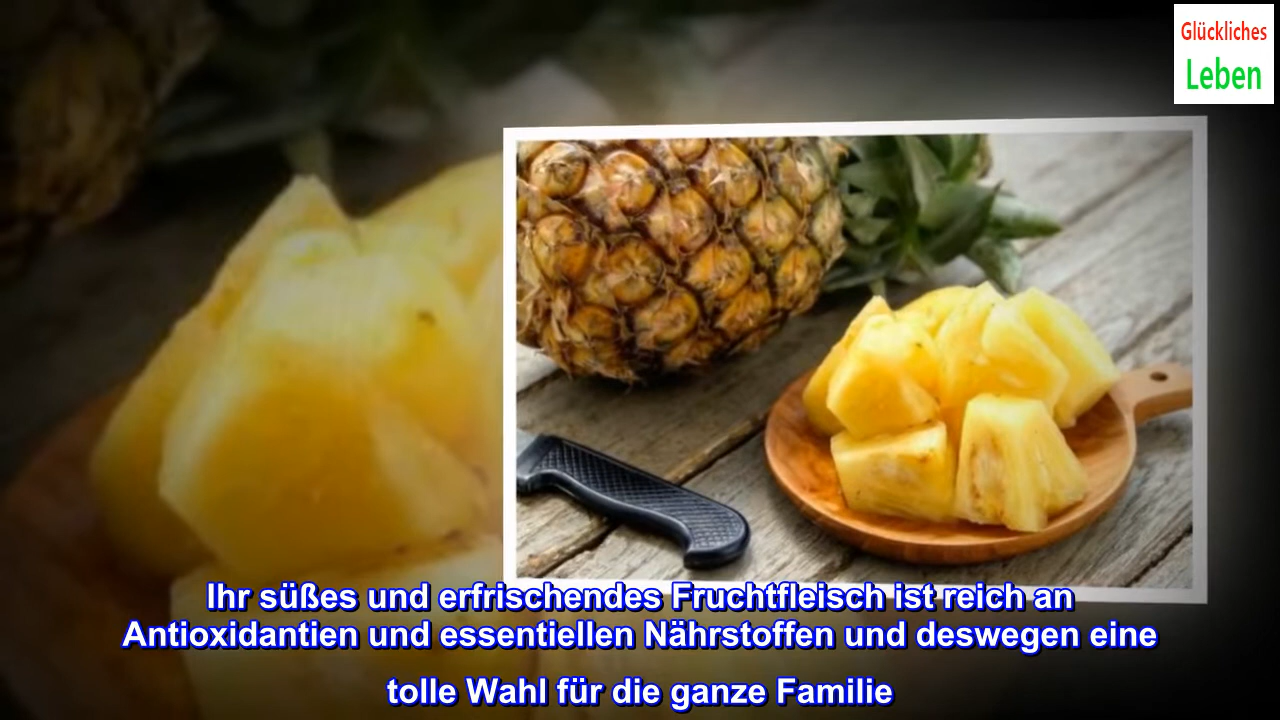 Glückliches
Leben
Ihr süßes und erfrischendes Fruchtfleisch ist reich an
Antioxidantien und essentiellen Nährstoffen und deswegen eine
tolle Wahl für die ganze Familie